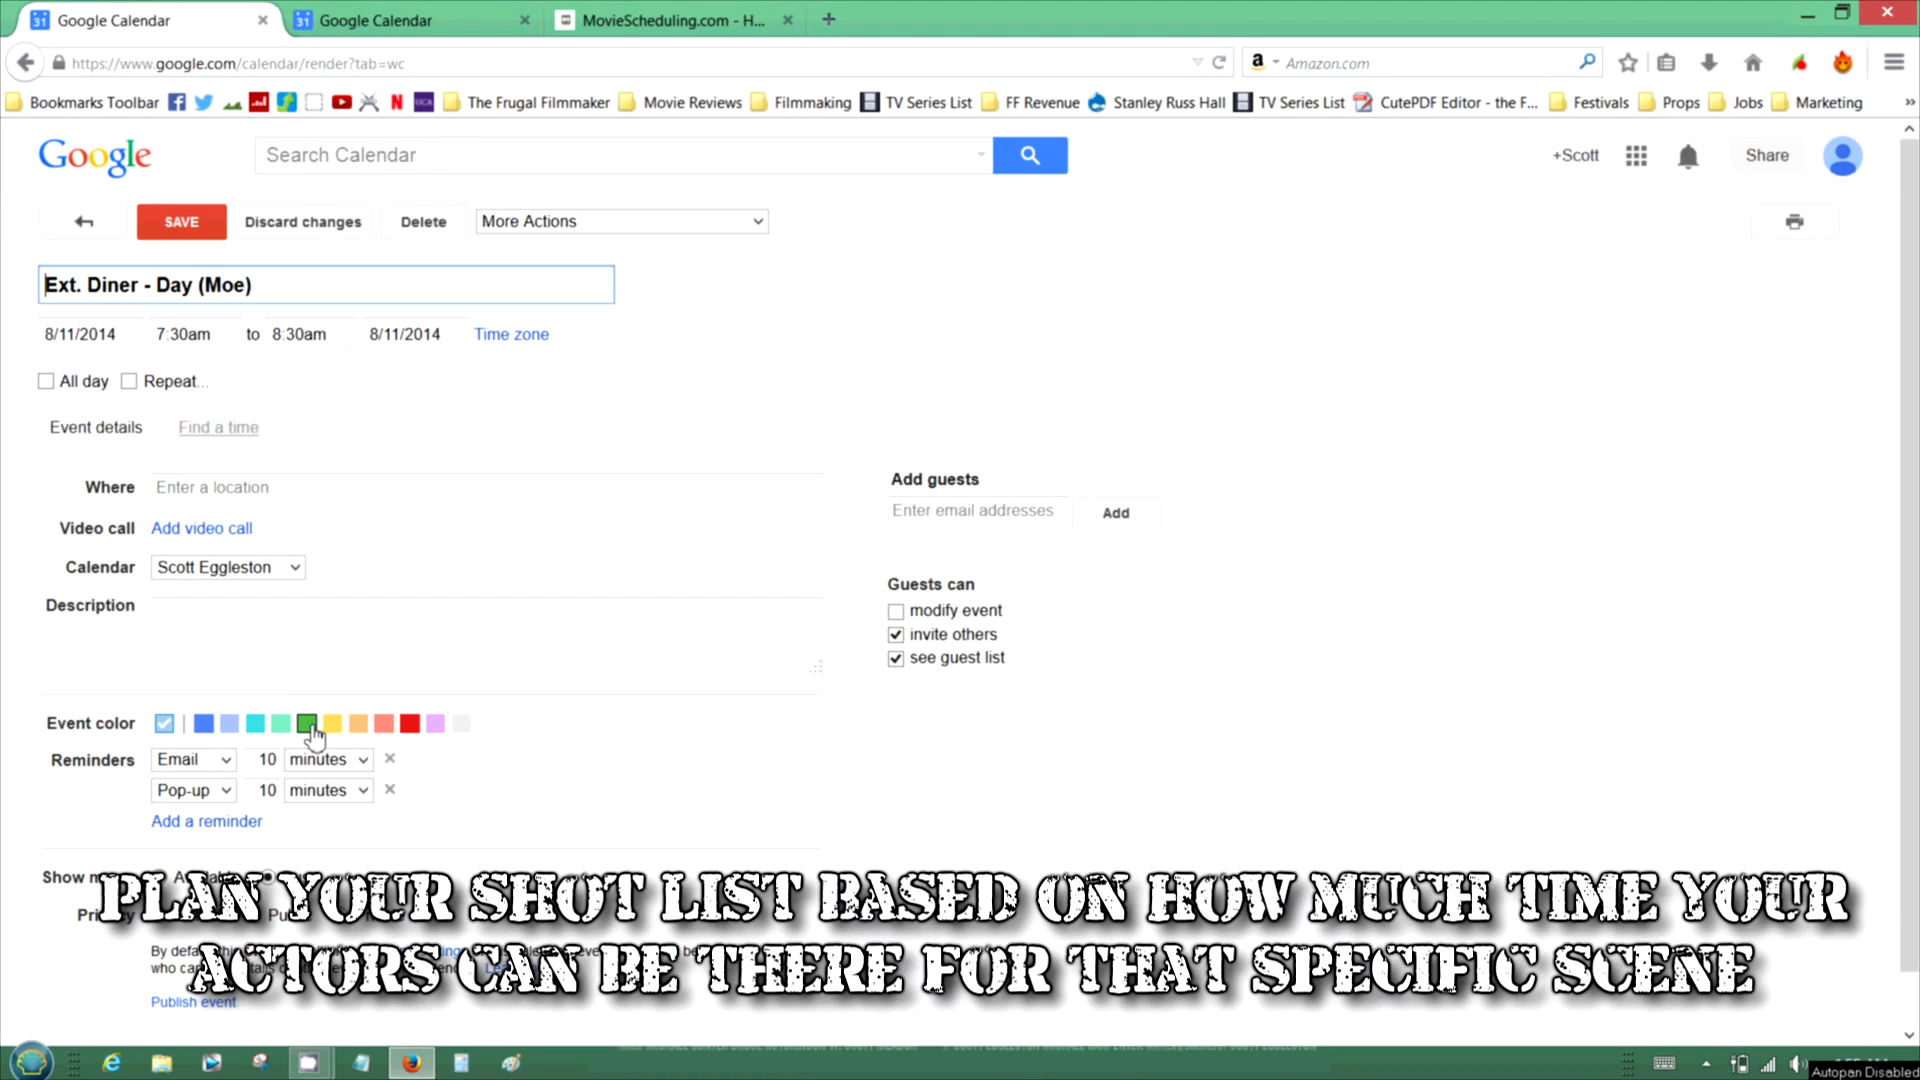 Google Calendar
Google Calendar
MovieScheduling.com - H...
https://www.google.com/calendar/render?tab=wc
Amazon.com
Bookmarks Toolbar
The Frugal Filmmaker
Movie Reviews
Filmmaking
TV Series List
FF Revenue
Stanley Russ Hall
TV Series List
CutePDF Editor - the F...
Festivals
Props
Jobs
Marketing
Google
Search Calendar
+Scott
Share
SAVE
Discard changes
Delete
More Actions
Ext. Diner - Day (Moe)
8/11/2014 7:30am to 8:30am 8/11/2014 Time zone
All day Repeat...
Event details Find a time
Where Enter a location
Video call Add video call
Calendar Scott Eggleston
Description
Add guests
Enter email addresses Add
Guests can
modify event
invite others
see guest list
Event color
Reminders Email 10 minutes
Pop-up 10 minutes
Add a reminder
PLAN YOUR SHOT LIST BASED ON HOW MUCH TIME YOUR
ACTORS CAN BE THERE FOR THAT SPECIFIC SCENE
Publish event
Autopan Disabled